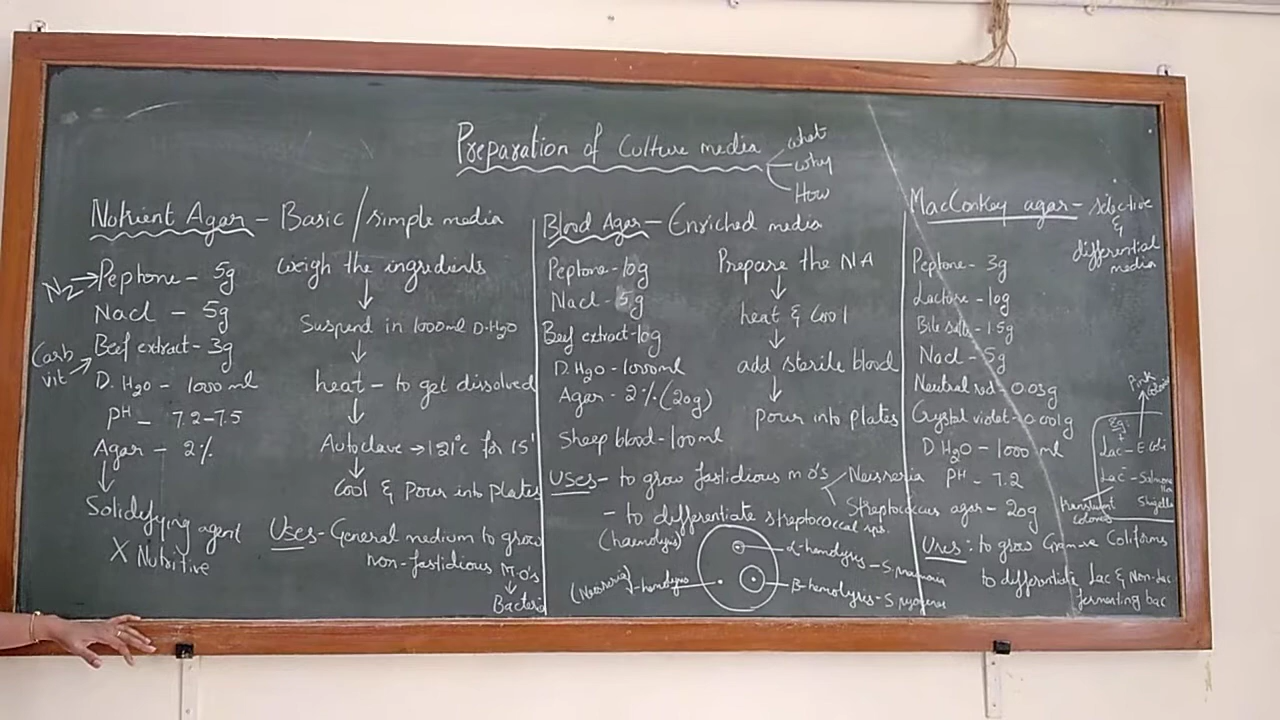 Preparation of Culture media
what
why
How
Nutrient Agar - Basic / simple media
N2 → Peptone - 5g
Nacl - 5g
Carb
vit → Beef extract - 3g
D. H2O - 1000 ml
PH - 7.2-7.5
Agar - 2%
Solidifying agent
X Nutritive
weigh the ingredients
Suspend in 1000ml D.H2O
heat - to get dissolved
Autoclave → 121°c for 15'
Cool & Pour into plates
Uses - General medium to grow
non-fastidious M.O's
Bacteria
Blood Agar - Enriched media
Peptone - 10g
Nacl - 5g
Beef extract - 10g
D. H2O - 1000ml
Agar - 2% (20g)
Sheep blood - 100ml
Prepare the NA
heat & Cool
add sterile blood
Pour into plates
Uses - to grow fastidious m o's
Neisseria
Streptococcus
- to differentiate streptococcal sps.
(haemolysis)
α-hemolysis - S.
β-hemolysis - S pyogenes
hemolysis
MacConkey agar - selective
&
differential
media
Peptone - 3g
Lactose - 10g
Bile salts - 1.5g
Nacl - 5g
Neutral red - 0.03g
Crystal violet - 0.001g
D H2O - 1000 ml
PH - 7.2
agar - 20g
Pink
Eg:
Lac+ - E coli
Lac- - Salmone
lla
Shigella
translucent
Uses: to grow Gram-ve Coliforms
to differentiate Lac & Non-Lac
fermenting bac